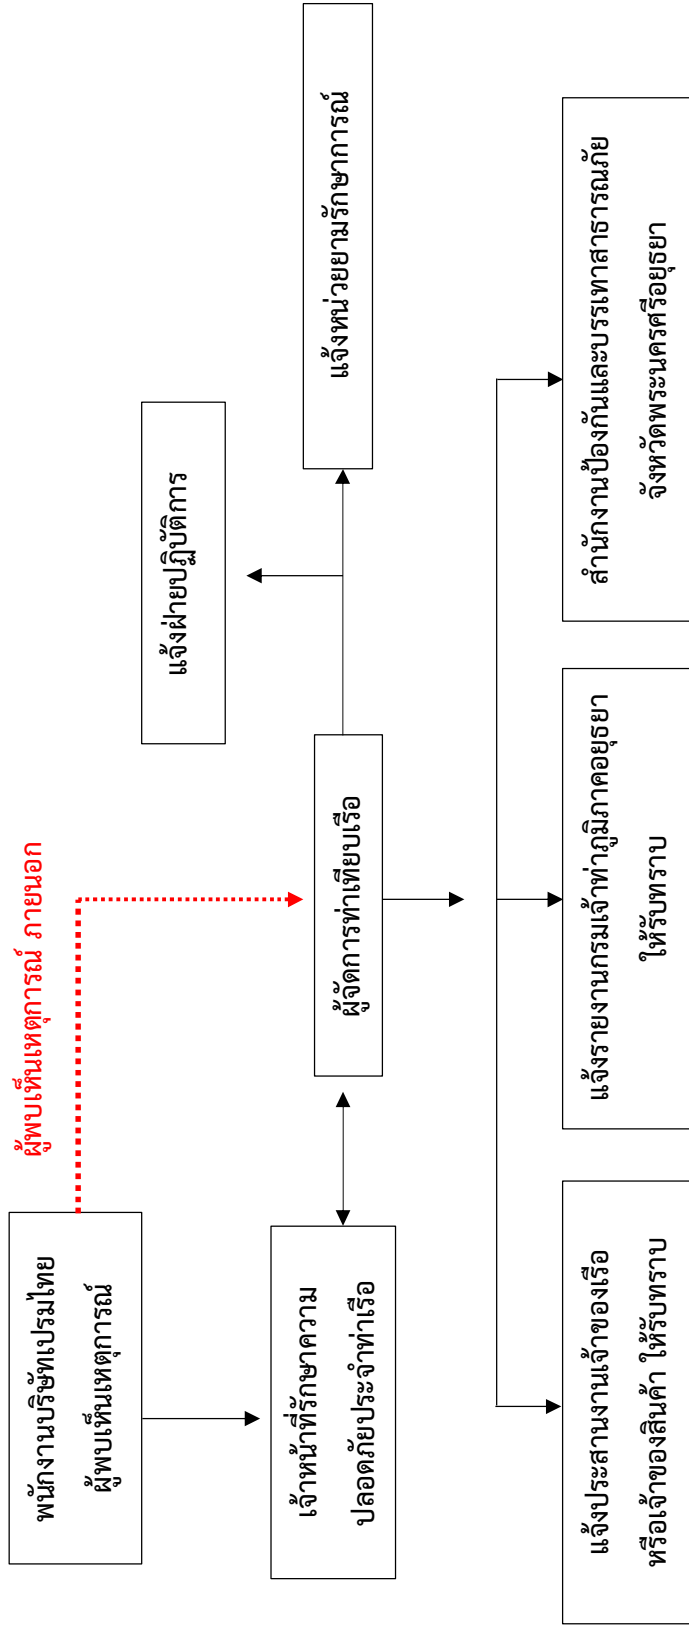 ผู้พบเห็นเหตุการณ์ ภายนอก
พนักงานบริษัทเปรมไทย
ผู้พบเห็นเหตุการณ์
แจ้งฝ่ายปฏิบัติการ
เจ้าหน้าที่รักษาความ
ปลอดภัยประจำท่าเรือ
ผู้จัดการท่าเทียบเรือ
แจ้งหน่วยยามรักษาการณ์
แจ้งประสานงานเจ้าของเรือ
หรือเจ้าของสินค้า ให้รับทราบ
แจ้งรายงานกรมเจ้าท่าภูมิภาคอยุธยา
ให้รับทราบ
สำนักงานป้องกันและบรรเทาสาธารณภัย
จังหวัดพระนครศรีอยุธยา